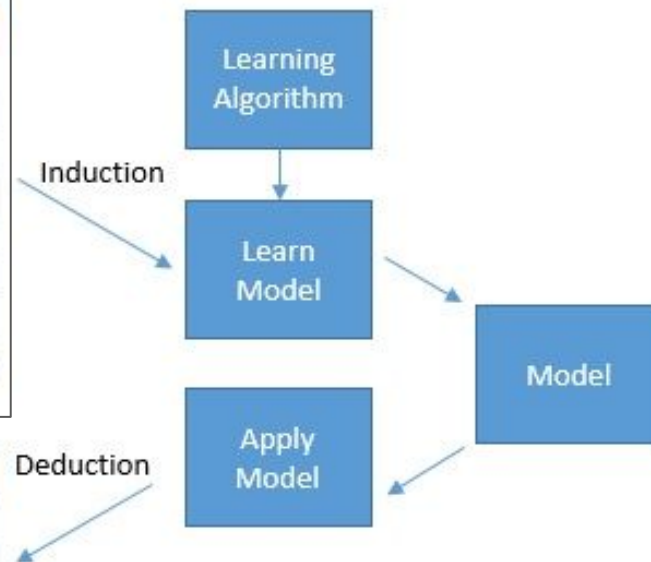 Learning
Algorithm
Induction
Learn
Model
Model
Apply
Model
Deduction